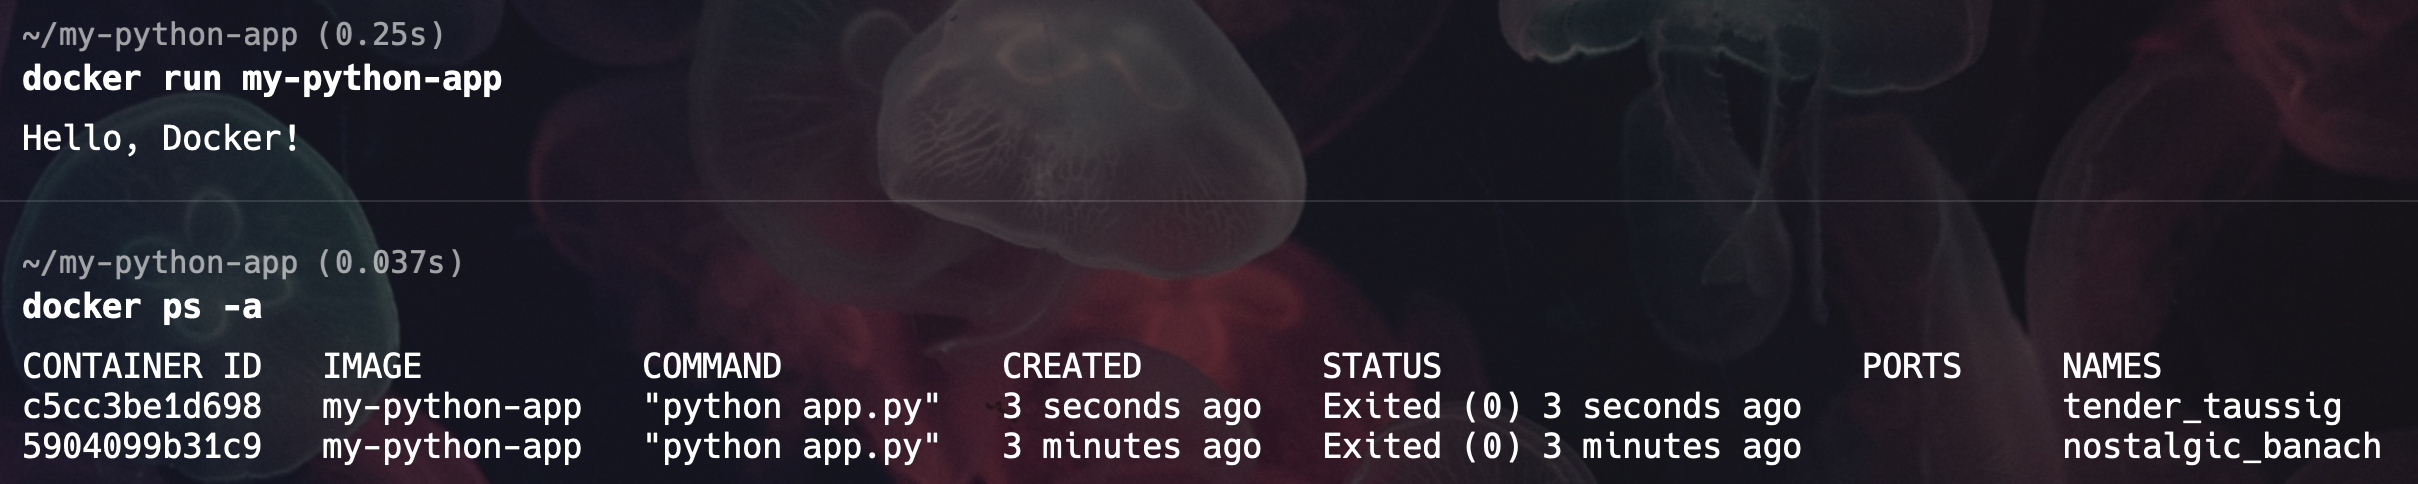 ~/my-python-app (0.25s)
docker run my-python-app
Hello, Docker!
~/my-python-app (0.037s)
docker ps -a
CONTAINER ID   IMAGE           COMMAND           CREATED         STATUS                     PORTS     NAMES
c5cc3be1d698   my-python-app   "python app.py"   3 seconds ago   Exited (0) 3 seconds ago             tender_taussig
5904099b31c9   my-python-app   "python app.py"   3 minutes ago   Exited (0) 3 minutes ago             nostalgic_banach